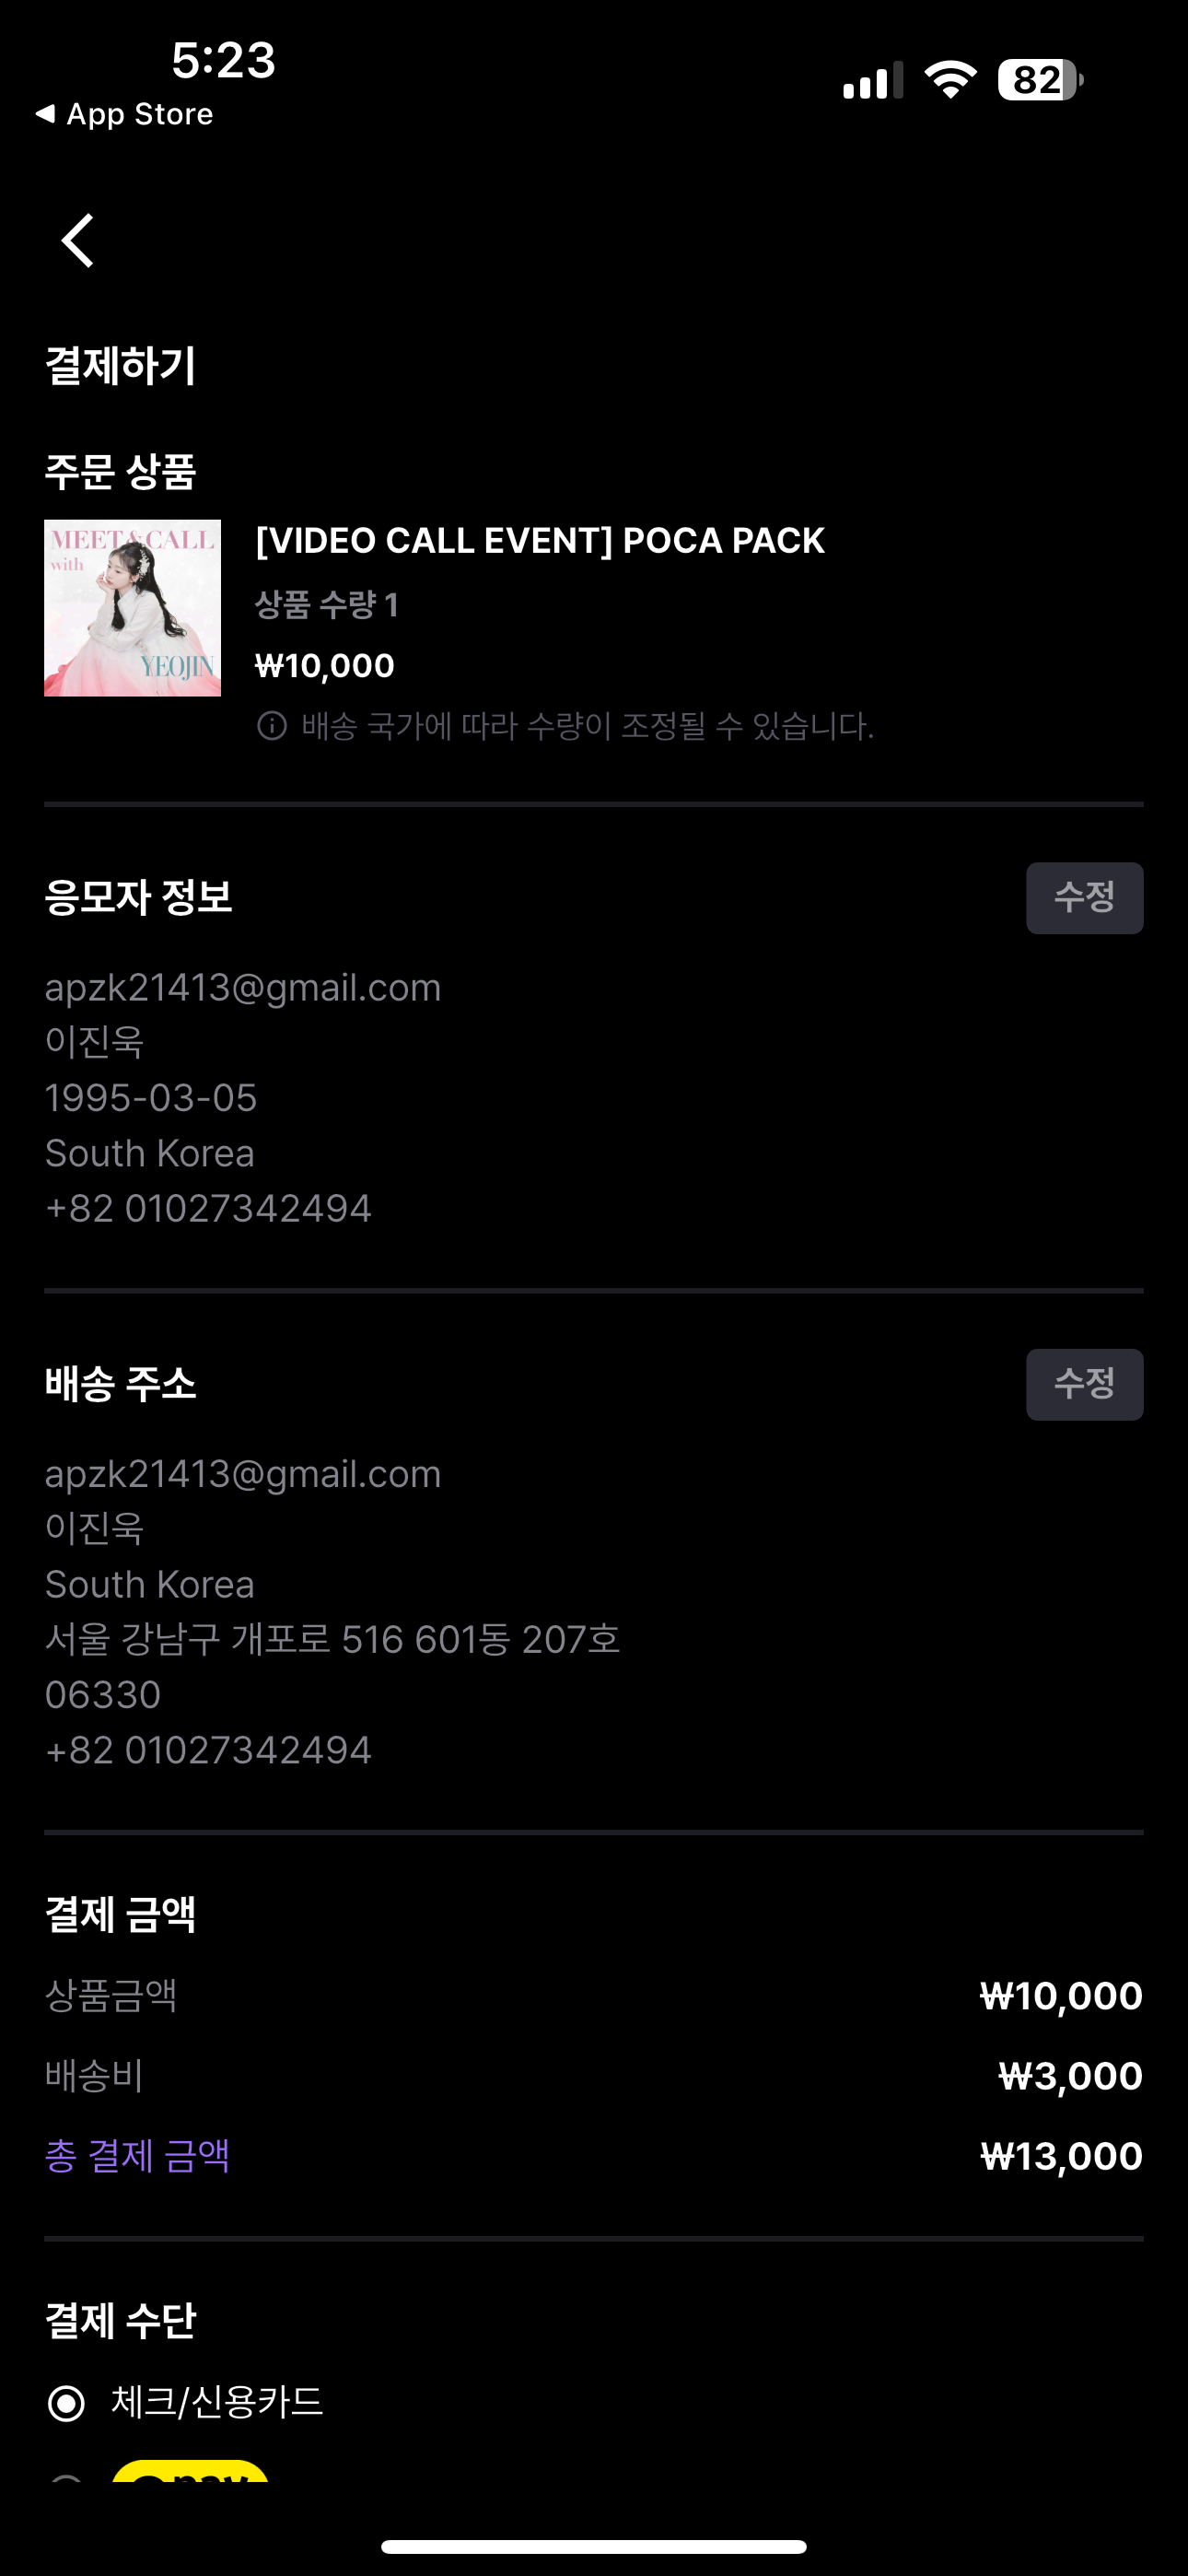 5:23
82
◀ App Store
결제하기
주문 상품
MEET&CALL
with
YEOJIN
[VIDEO CALL EVENT] POCA PACK
상품 수량 1
₩10,000
배송 국가에 따라 수량이 조정될 수 있습니다.
응모자 정보
수정
apzk21413@gmail.com
이진욱
1995-03-05
South Korea
+82 01027342494
배송 주소
수정
apzk21413@gmail.com
이진욱
South Korea
서울 강남구 개포로 516 601동 207호
06330
+82 01027342494
결제 금액
상품금액 ₩10,000
배송비 ₩3,000
총 결제 금액 ₩13,000
결제 수단
체크/신용카드